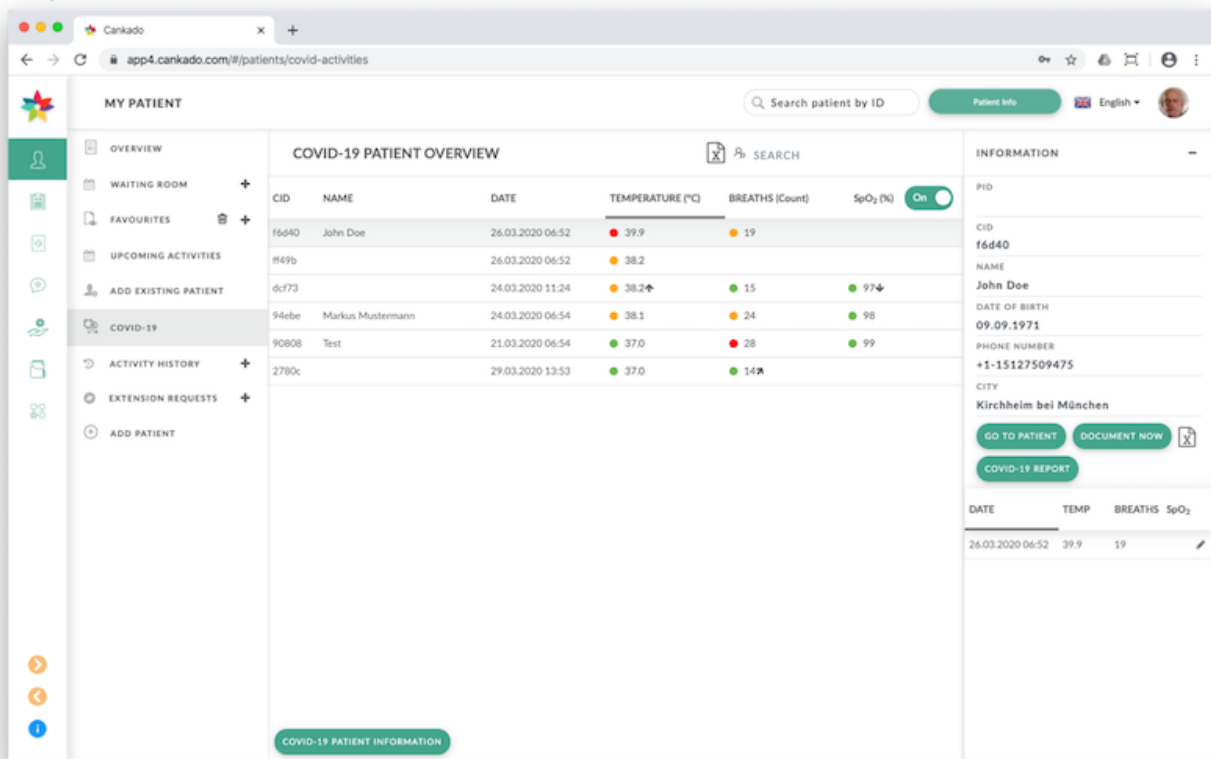 Cankado
app4.cankado.com/#/patients/covid-activities
MY PATIENT
Search patient by ID
Patient Info
English
OVERVIEW
WAITING ROOM
FAVOURITES
UPCOMING ACTIVITIES
ADD EXISTING PATIENT
COVID-19
ACTIVITY HISTORY
EXTENSION REQUESTS
ADD PATIENT
COVID-19 PATIENT OVERVIEW
X SEARCH
CID NAME DATE TEMPERATURE (°C) BREATHS (Count) SpO₂ (%) On
f6d40 John Doe 26.03.2020 06:52 39.9 19
ff49b 26.03.2020 06:52 38.2
dcf73 24.03.2020 11:24 38.2↑ 15 97↓
94ebe Markus Mustermann 24.03.2020 06:54 38.1 24 98
90808 Test 21.03.2020 06:54 37.0 28 99
2780c 29.03.2020 13:53 37.0 14↗
COVID-19 PATIENT INFORMATION
INFORMATION
PID
CID
f6d40
NAME
John Doe
DATE OF BIRTH
09.09.1971
PHONE NUMBER
+1-15127509475
CITY
Kirchheim bei München
GO TO PATIENT DOCUMENT NOW X
COVID-19 REPORT
DATE TEMP BREATHS SpO₂
26.03.2020 06:52 39.9 19